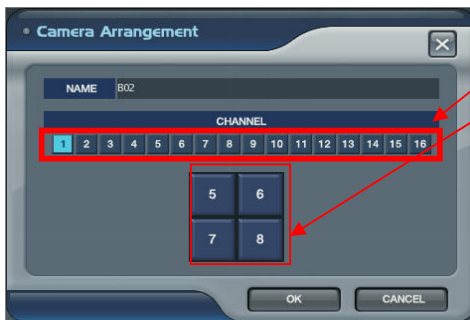 Camera Arrangement
NAME B02
CHANNEL
1 2 3 4 5 6 7 8 9 10 11 12 13 14 15 16
5 6
7 8
OK CANCEL